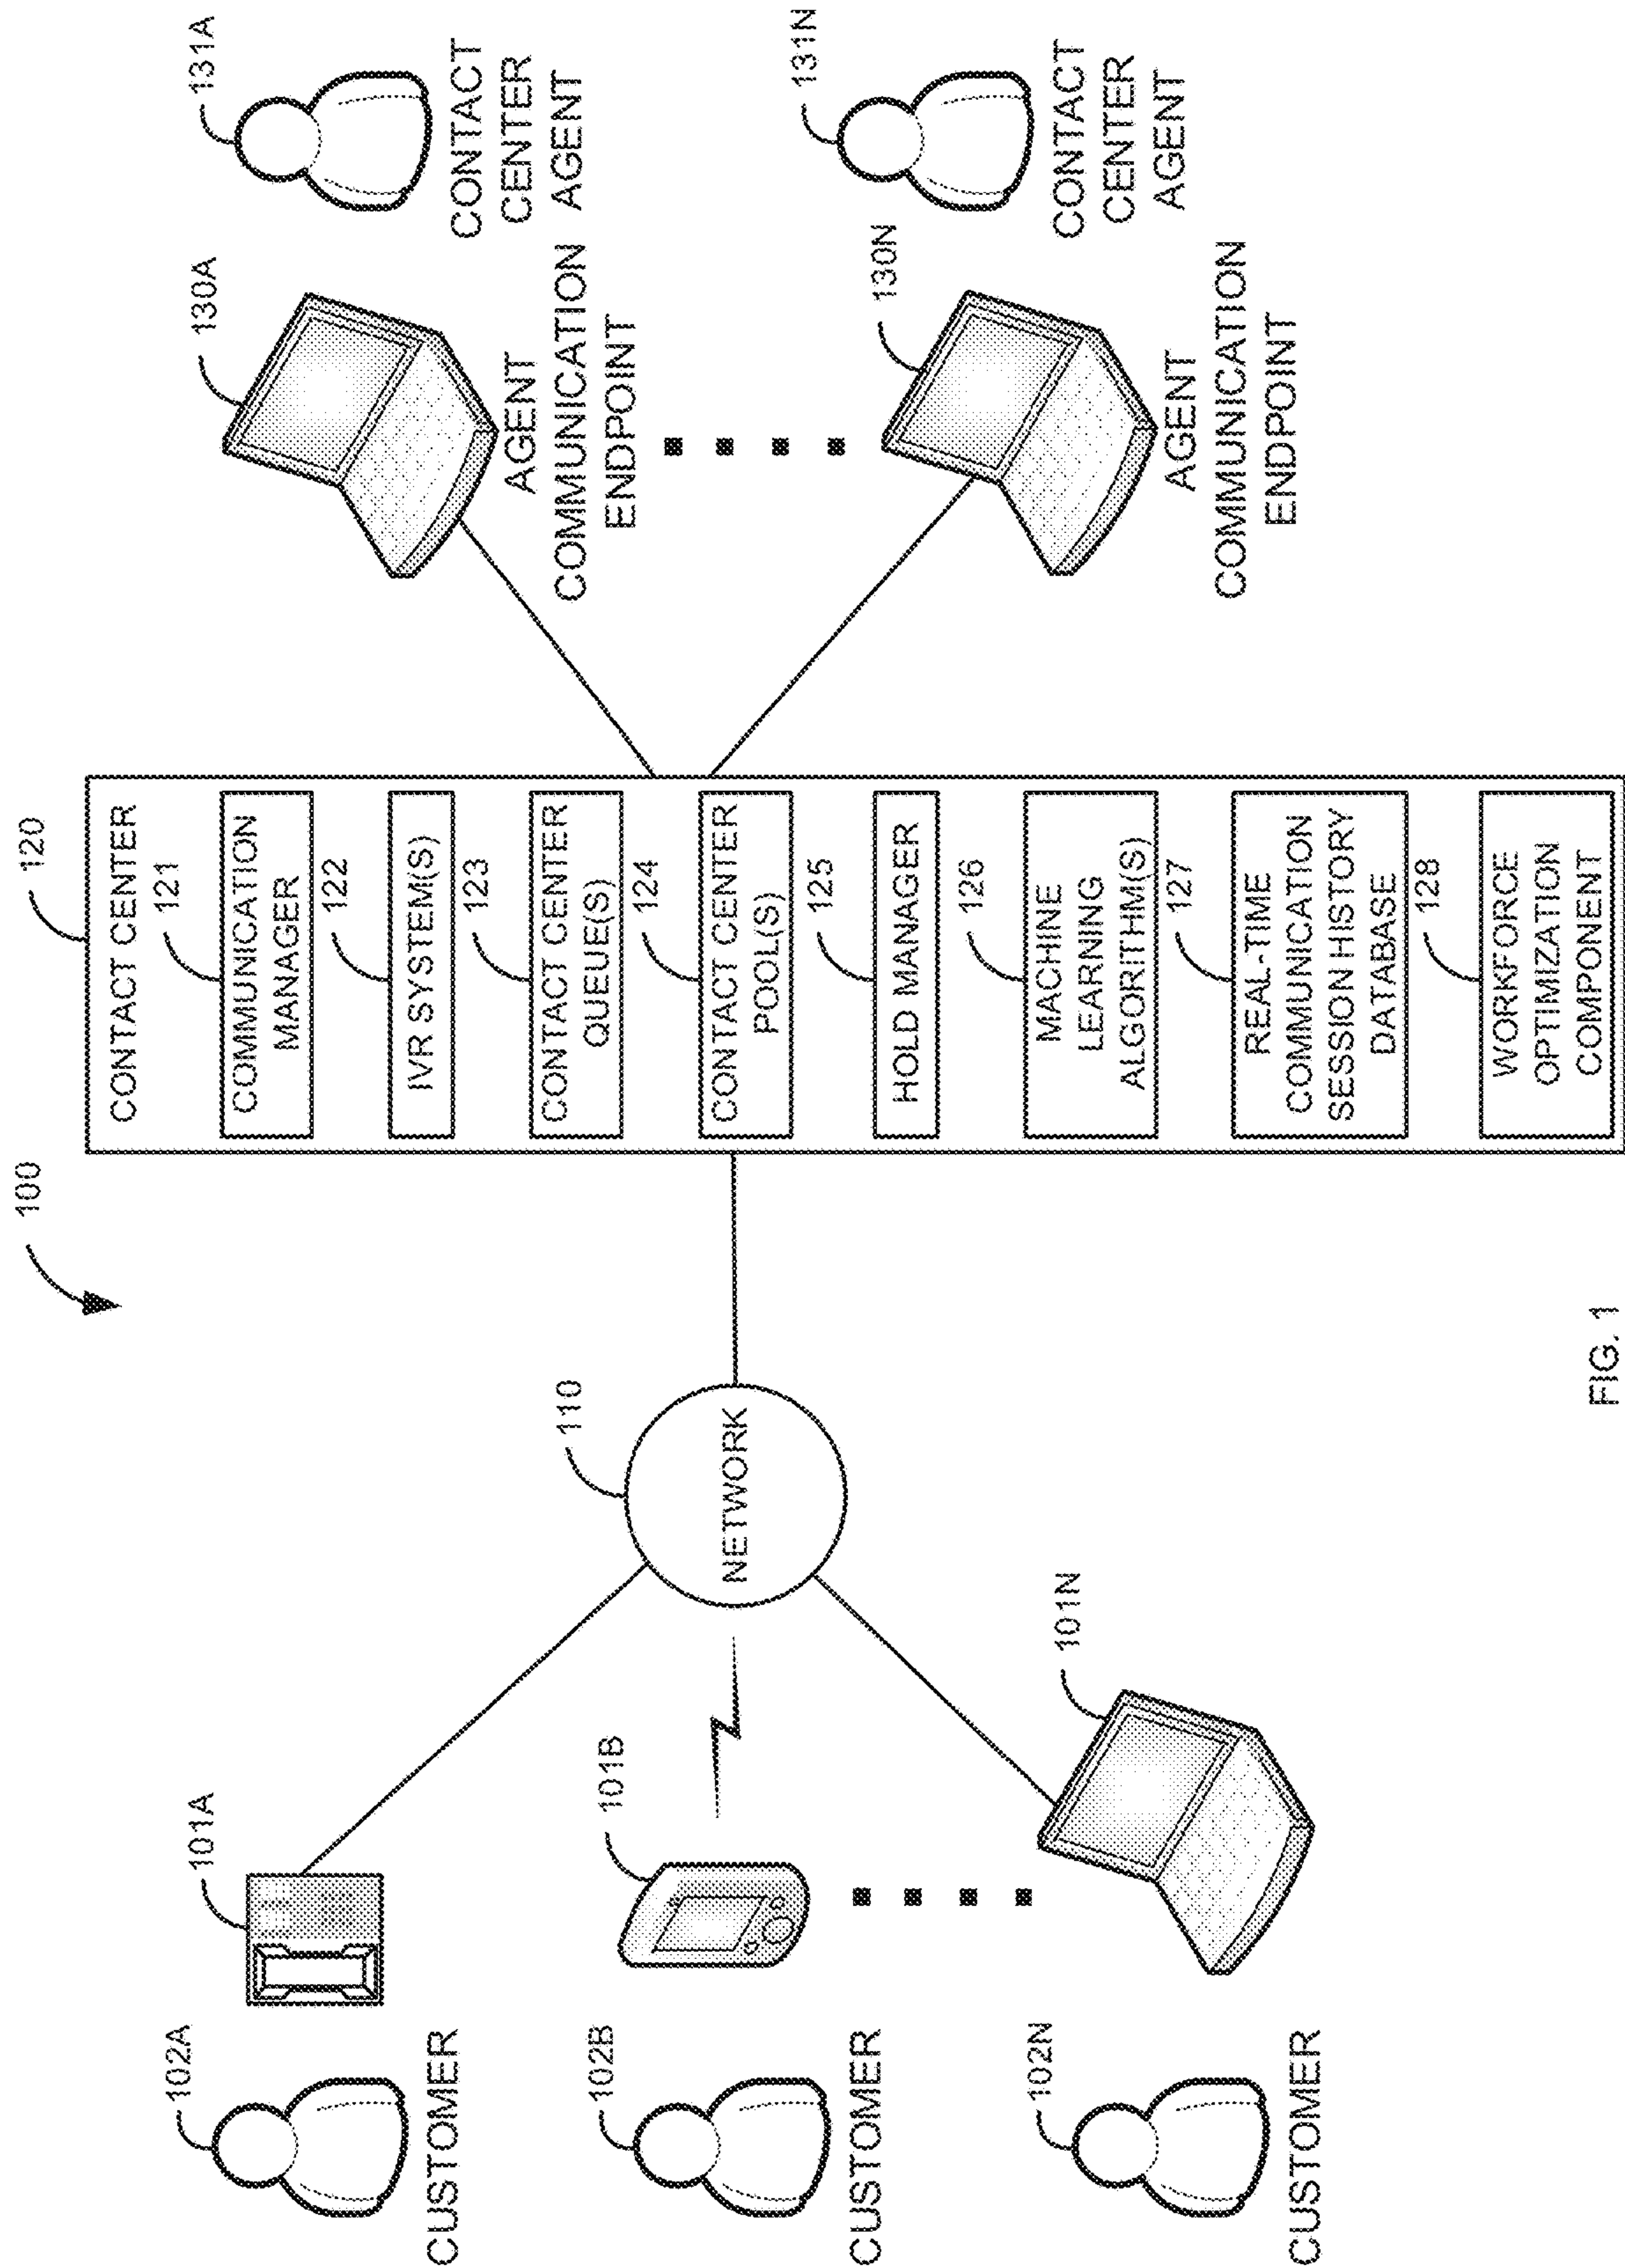 100
102A
CUSTOMER
101A
102B
CUSTOMER
101B
102N
CUSTOMER
101N
110
NETWORK
120
CONTACT CENTER
121
COMMUNICATION
MANAGER
122
IVR SYSTEM(S)
123
CONTACT CENTER
QUEUE(S)
124
CONTACT CENTER
POOL(S)
125
HOLD MANAGER
126
MACHINE
LEARNING
ALGORITHM(S)
127
REAL-TIME
COMMUNICATION
SESSION HISTORY
DATABASE
128
WORKFORCE
OPTIMIZATION
COMPONENT
130A
AGENT
COMMUNICATION
ENDPOINT
131A
CONTACT
CENTER
AGENT
130N
AGENT
COMMUNICATION
ENDPOINT
131N
CONTACT
CENTER
AGENT
FIG. 1